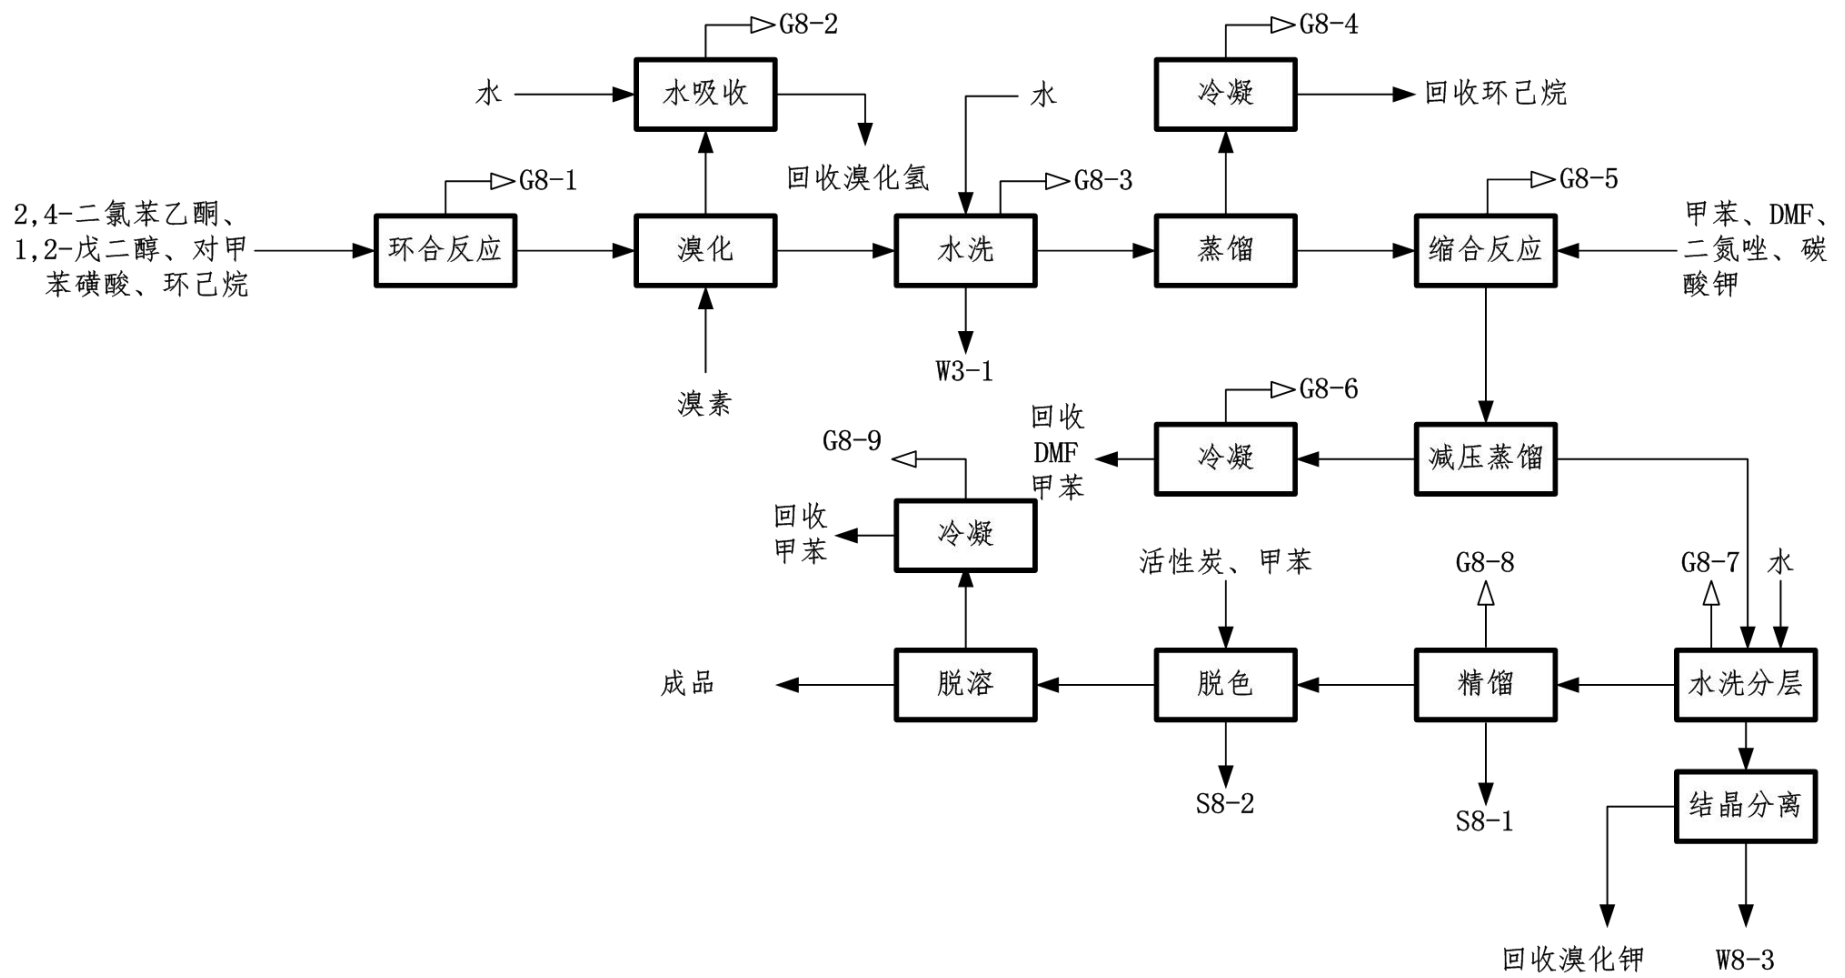 G8-2
G8-4
水
水吸收
水
冷凝
回收环己烷
回收溴化氢
G8-1
G8-3
G8-5
2,4-二氯苯乙酮、
1,2-戊二醇、对甲
苯磺酸、环己烷
环合反应
溴化
水洗
蒸馏
缩合反应
甲苯、DMF、
二氮唑、碳
酸钾
W3-1
溴素
G8-6
回收
DMF
甲苯
冷凝
减压蒸馏
G8-9
回收
甲苯
冷凝
活性炭、甲苯
G8-8
G8-7
水
成品
脱溶
脱色
精馏
水洗分层
S8-2
S8-1
结晶分离
回收溴化钾
W8-3